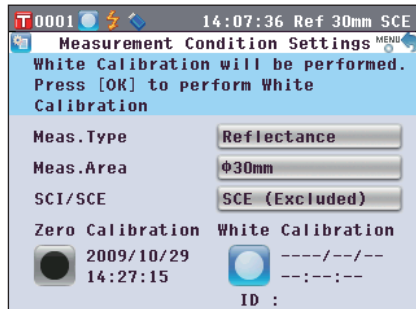 T0001 14:07:36 Ref 30mm SCE
Measurement Condition Settings MENU
White Calibration will be performed.
Press [OK] to perform White
Calibration
Meas.Type Reflectance
Meas.Area Φ30mm
SCI/SCE SCE (Excluded)
Zero Calibration White Calibration
2009/10/29 ----/--/--
14:27:15 --:--:--
ID :